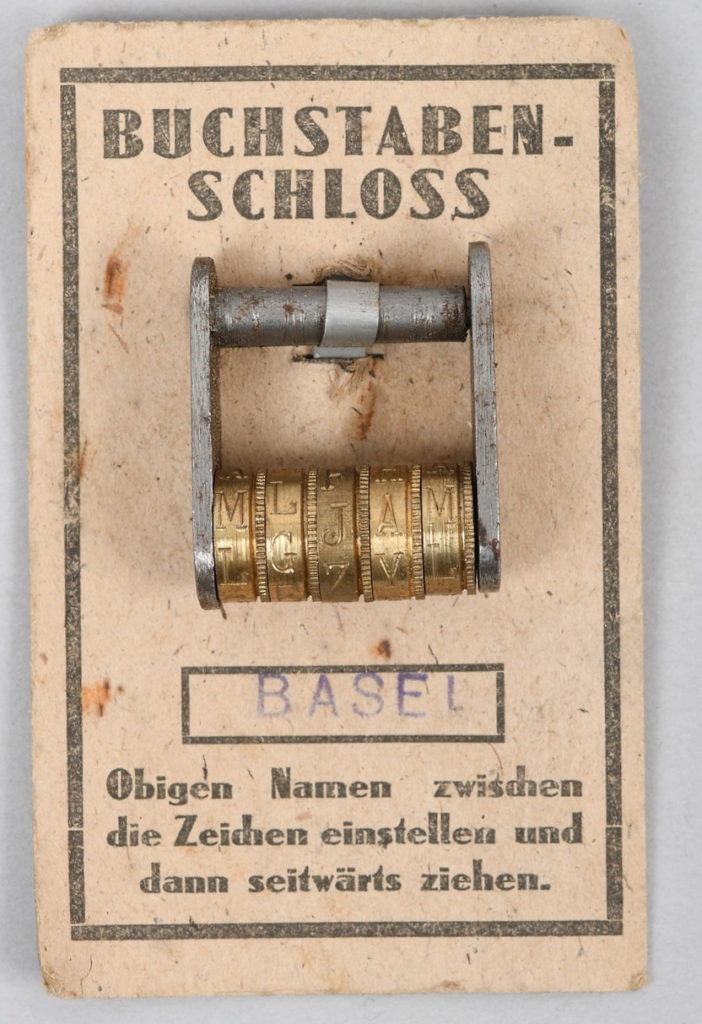 BUCHSTABEN-
SCHLOSS
M L J A M
L G Z V L
BASEL
Obigen Namen zwischen
die Zeichen einstellen und
dann seitwärts ziehen.